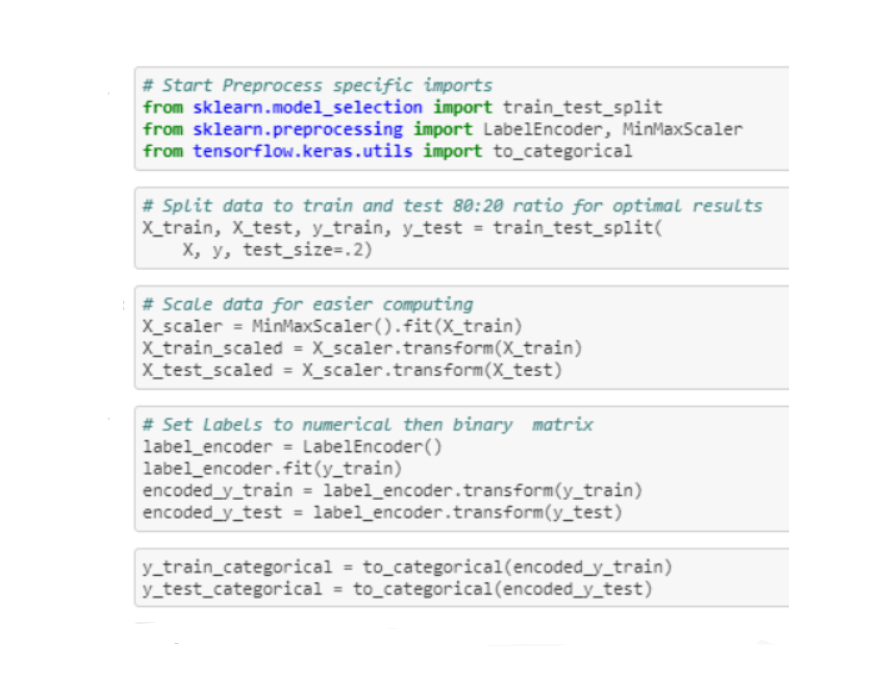 # Start Preprocess specific imports
from sklearn.model_selection import train_test_split
from sklearn.preprocessing import LabelEncoder, MinMaxScaler
from tensorflow.keras.utils import to_categorical
# Split data to train and test 80:20 ratio for optimal results
X_train, X_test, y_train, y_test = train_test_split(
    X, y, test_size=.2)
# Scale data for easier computing
X_scaler = MinMaxScaler().fit(X_train)
X_train_scaled = X_scaler.transform(X_train)
X_test_scaled = X_scaler.transform(X_test)
# Set Labels to numerical then binary  matrix
label_encoder = LabelEncoder()
label_encoder.fit(y_train)
encoded_y_train = label_encoder.transform(y_train)
encoded_y_test = label_encoder.transform(y_test)
y_train_categorical = to_categorical(encoded_y_train)
y_test_categorical = to_categorical(encoded_y_test)